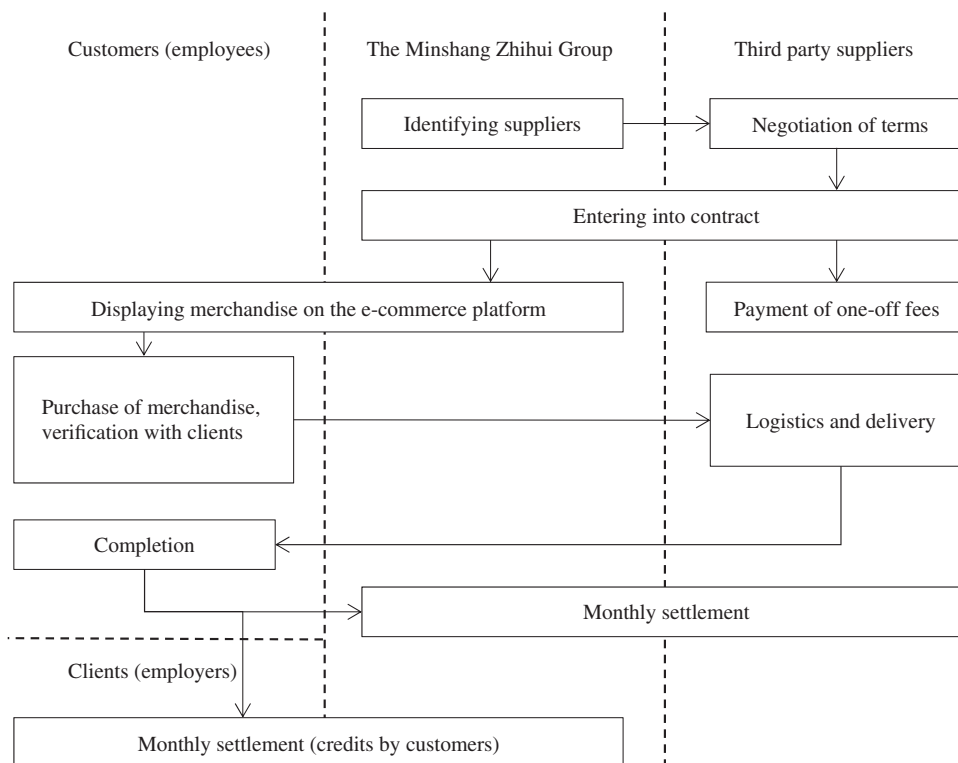 Customers (employees)
The Minshang Zhihui Group
Third party suppliers
Identifying suppliers
Negotiation of terms
Entering into contract
Displaying merchandise on the e-commerce platform
Payment of one-off fees
Purchase of merchandise,
verification with clients
Logistics and delivery
Completion
Monthly settlement
Clients (employers)
Monthly settlement (credits by customers)